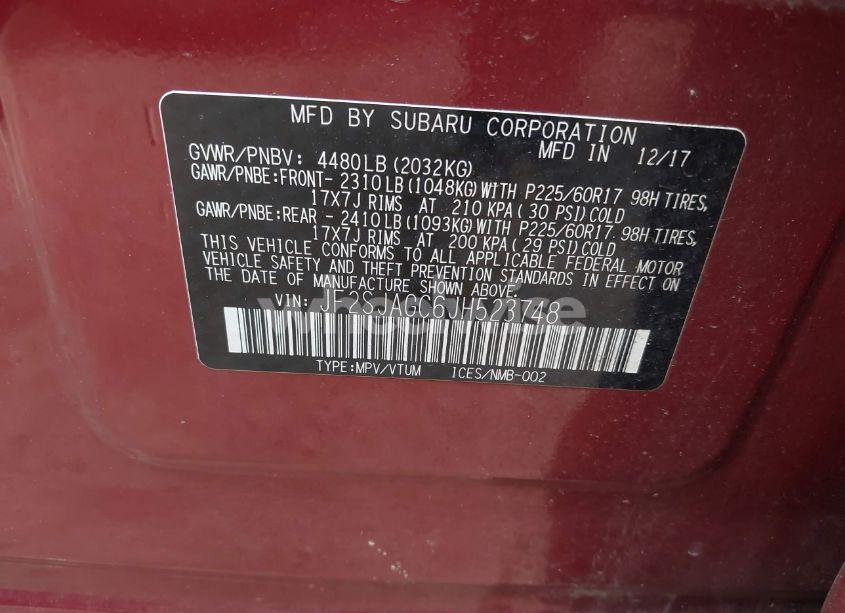 MFD BY SUBARU CORPORATION
GVWR/PNBV: 4480LB(2032KG) MFD IN 12/17
GAWR/PNBE:FRONT- 2310LB(1048KG)WITH P225/60R17 98H TIRES,
17X7J RIMS AT 210 KPA( 30 PSI)COLD
GAWR/PNBE:REAR - 2410LB(1093KG)WITH P225/60R17 98H TIRES,
17X7J RIMS AT 200 KPA( 29 PSI)COLD
THIS VEHICLE CONFORMS TO ALL APPLICABLE FEDERAL MOTOR
VEHICLE SAFETY AND THEFT PREVENTION STANDARDS IN EFFECT ON
THE DATE OF MANUFACTURE SHOWN ABOVE.
VIN:
TYPE:MPV/VTUM ICES/NMB-002